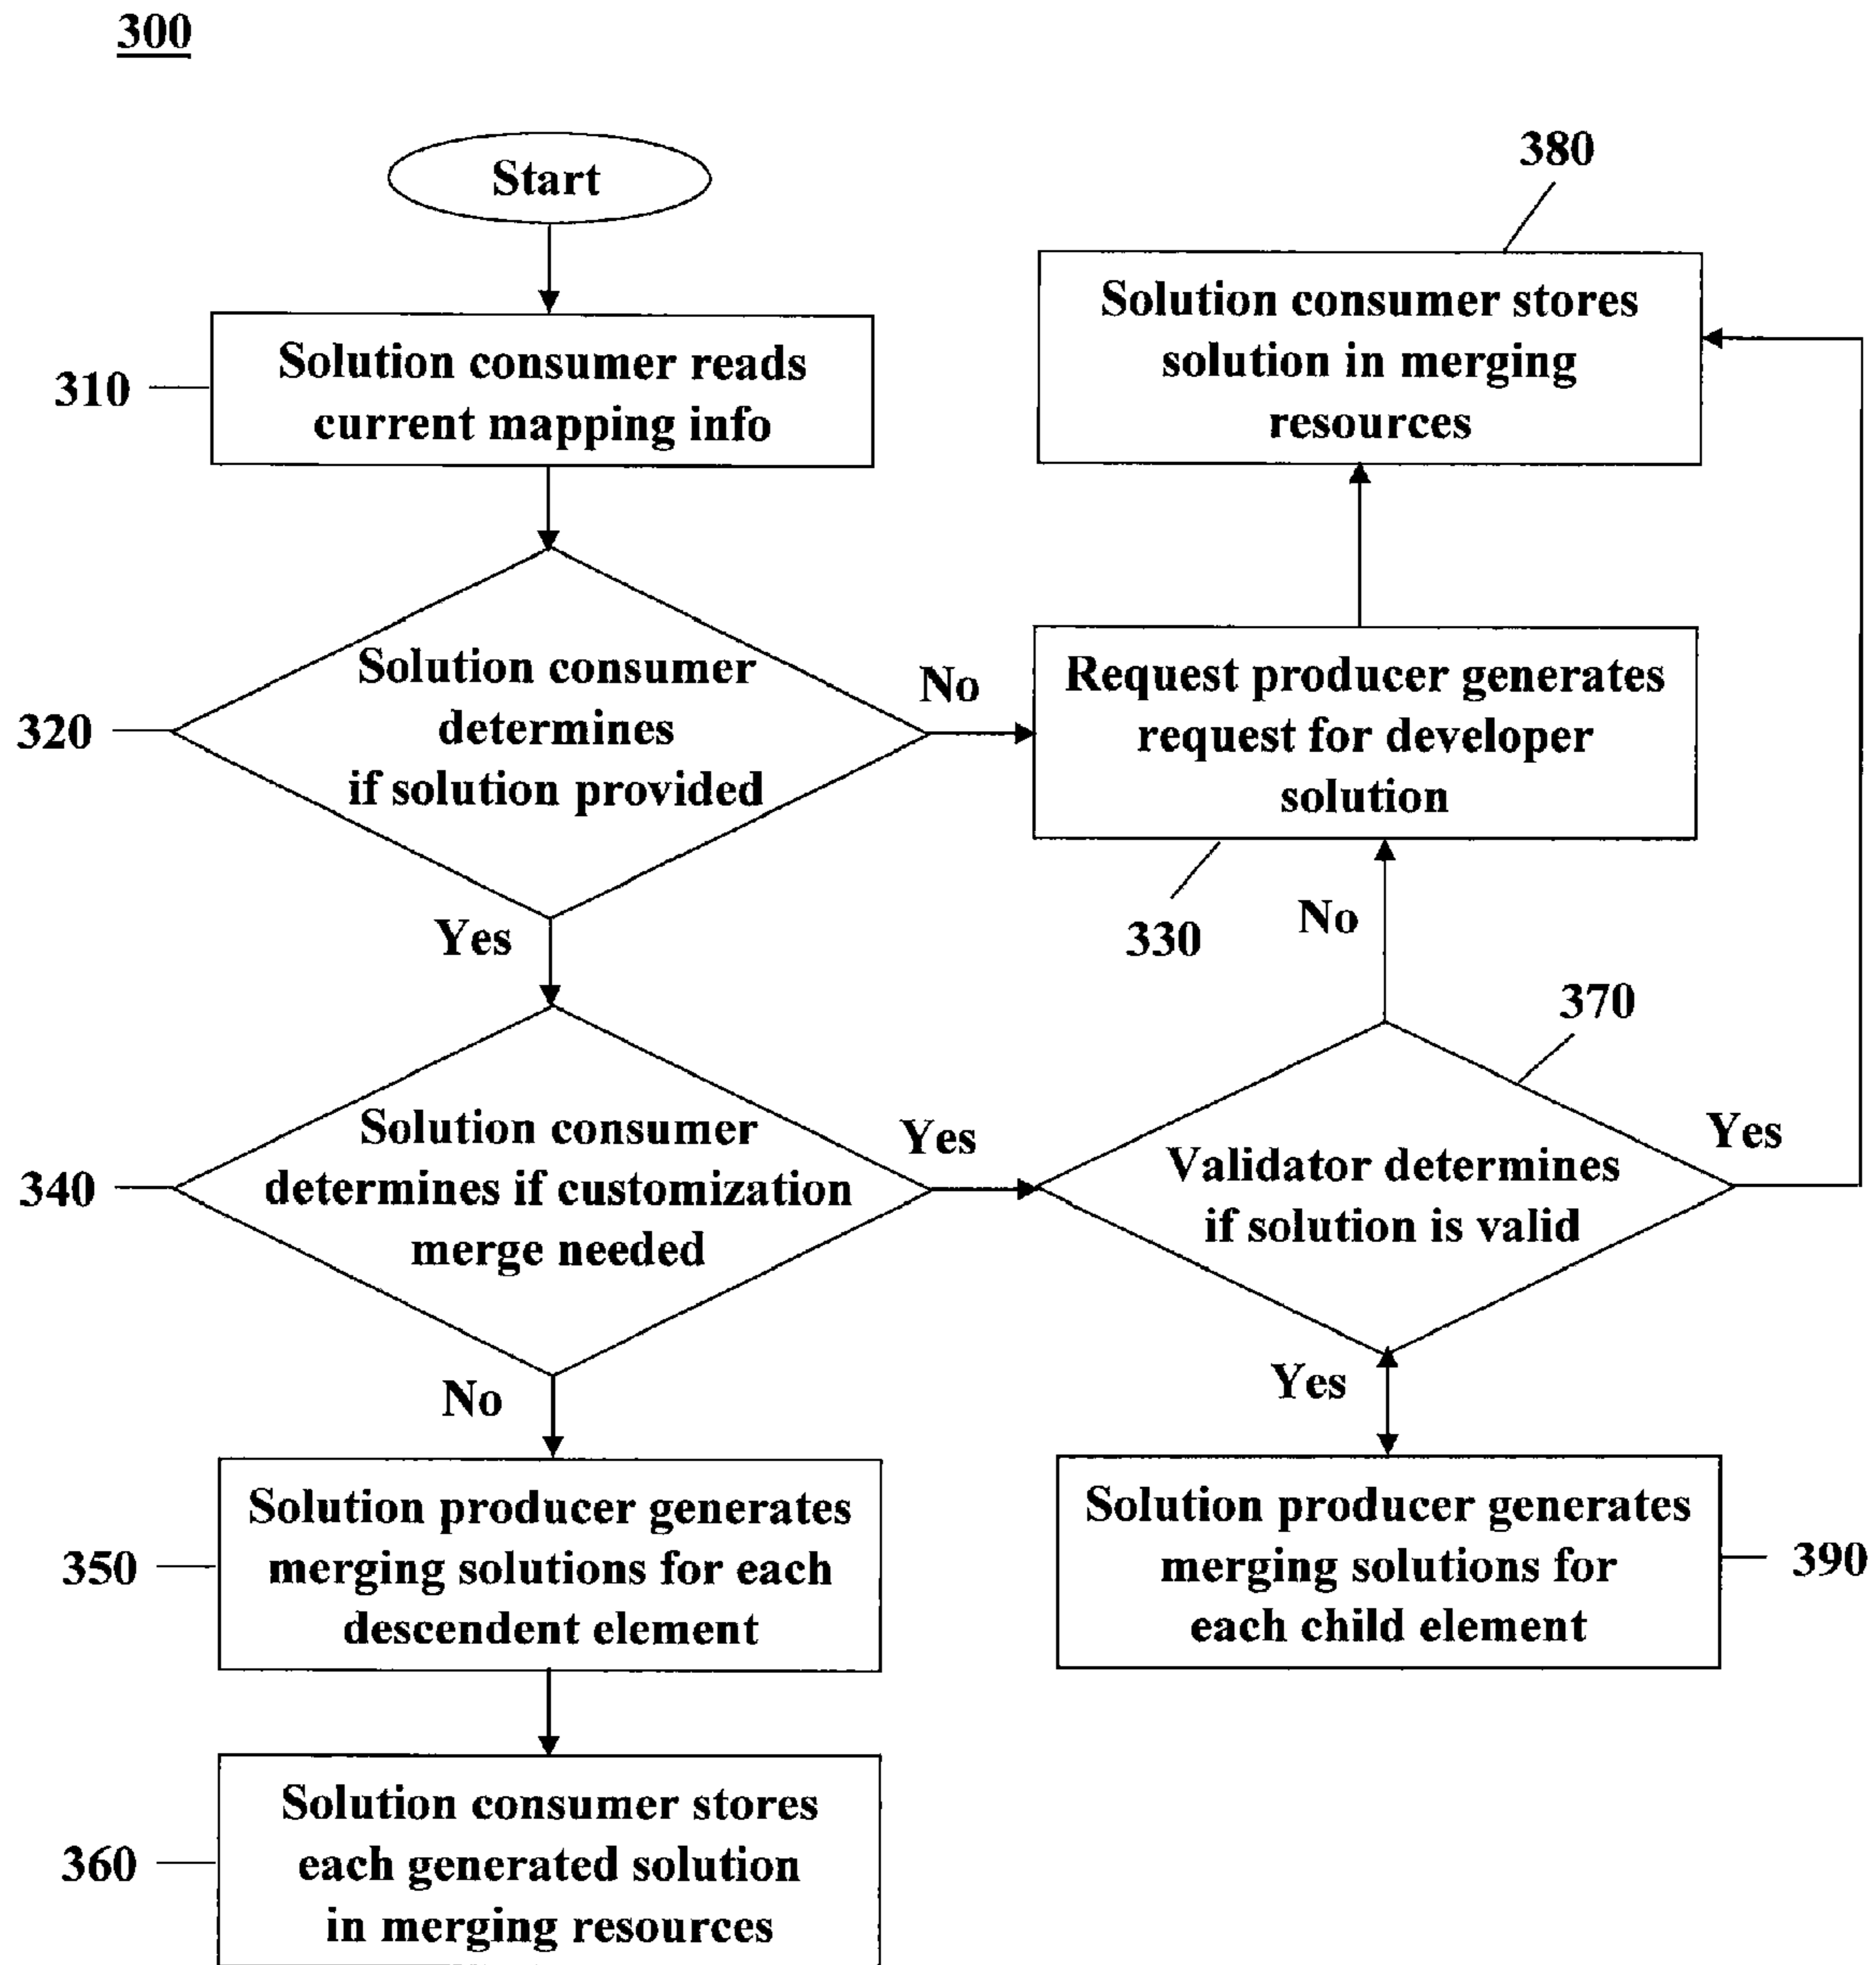 300
Start
310
Solution consumer reads
current mapping info
320
Solution consumer
determines
if solution provided
No
Yes
380
Solution consumer stores
solution in merging
resources
Request producer generates
request for developer
solution
330
No
340
Solution consumer
determines if customization
merge needed
Yes
No
370
Validator determines
if solution is valid
Yes
Yes
350
Solution producer generates
merging solutions for each
descendent element
390
Solution producer generates
merging solutions for
each child element
360
Solution consumer stores
each generated solution
in merging resources